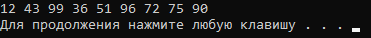 12 43 99 36 51 96 72 75 90
Для продолжения нажмите любую клавишу . . .